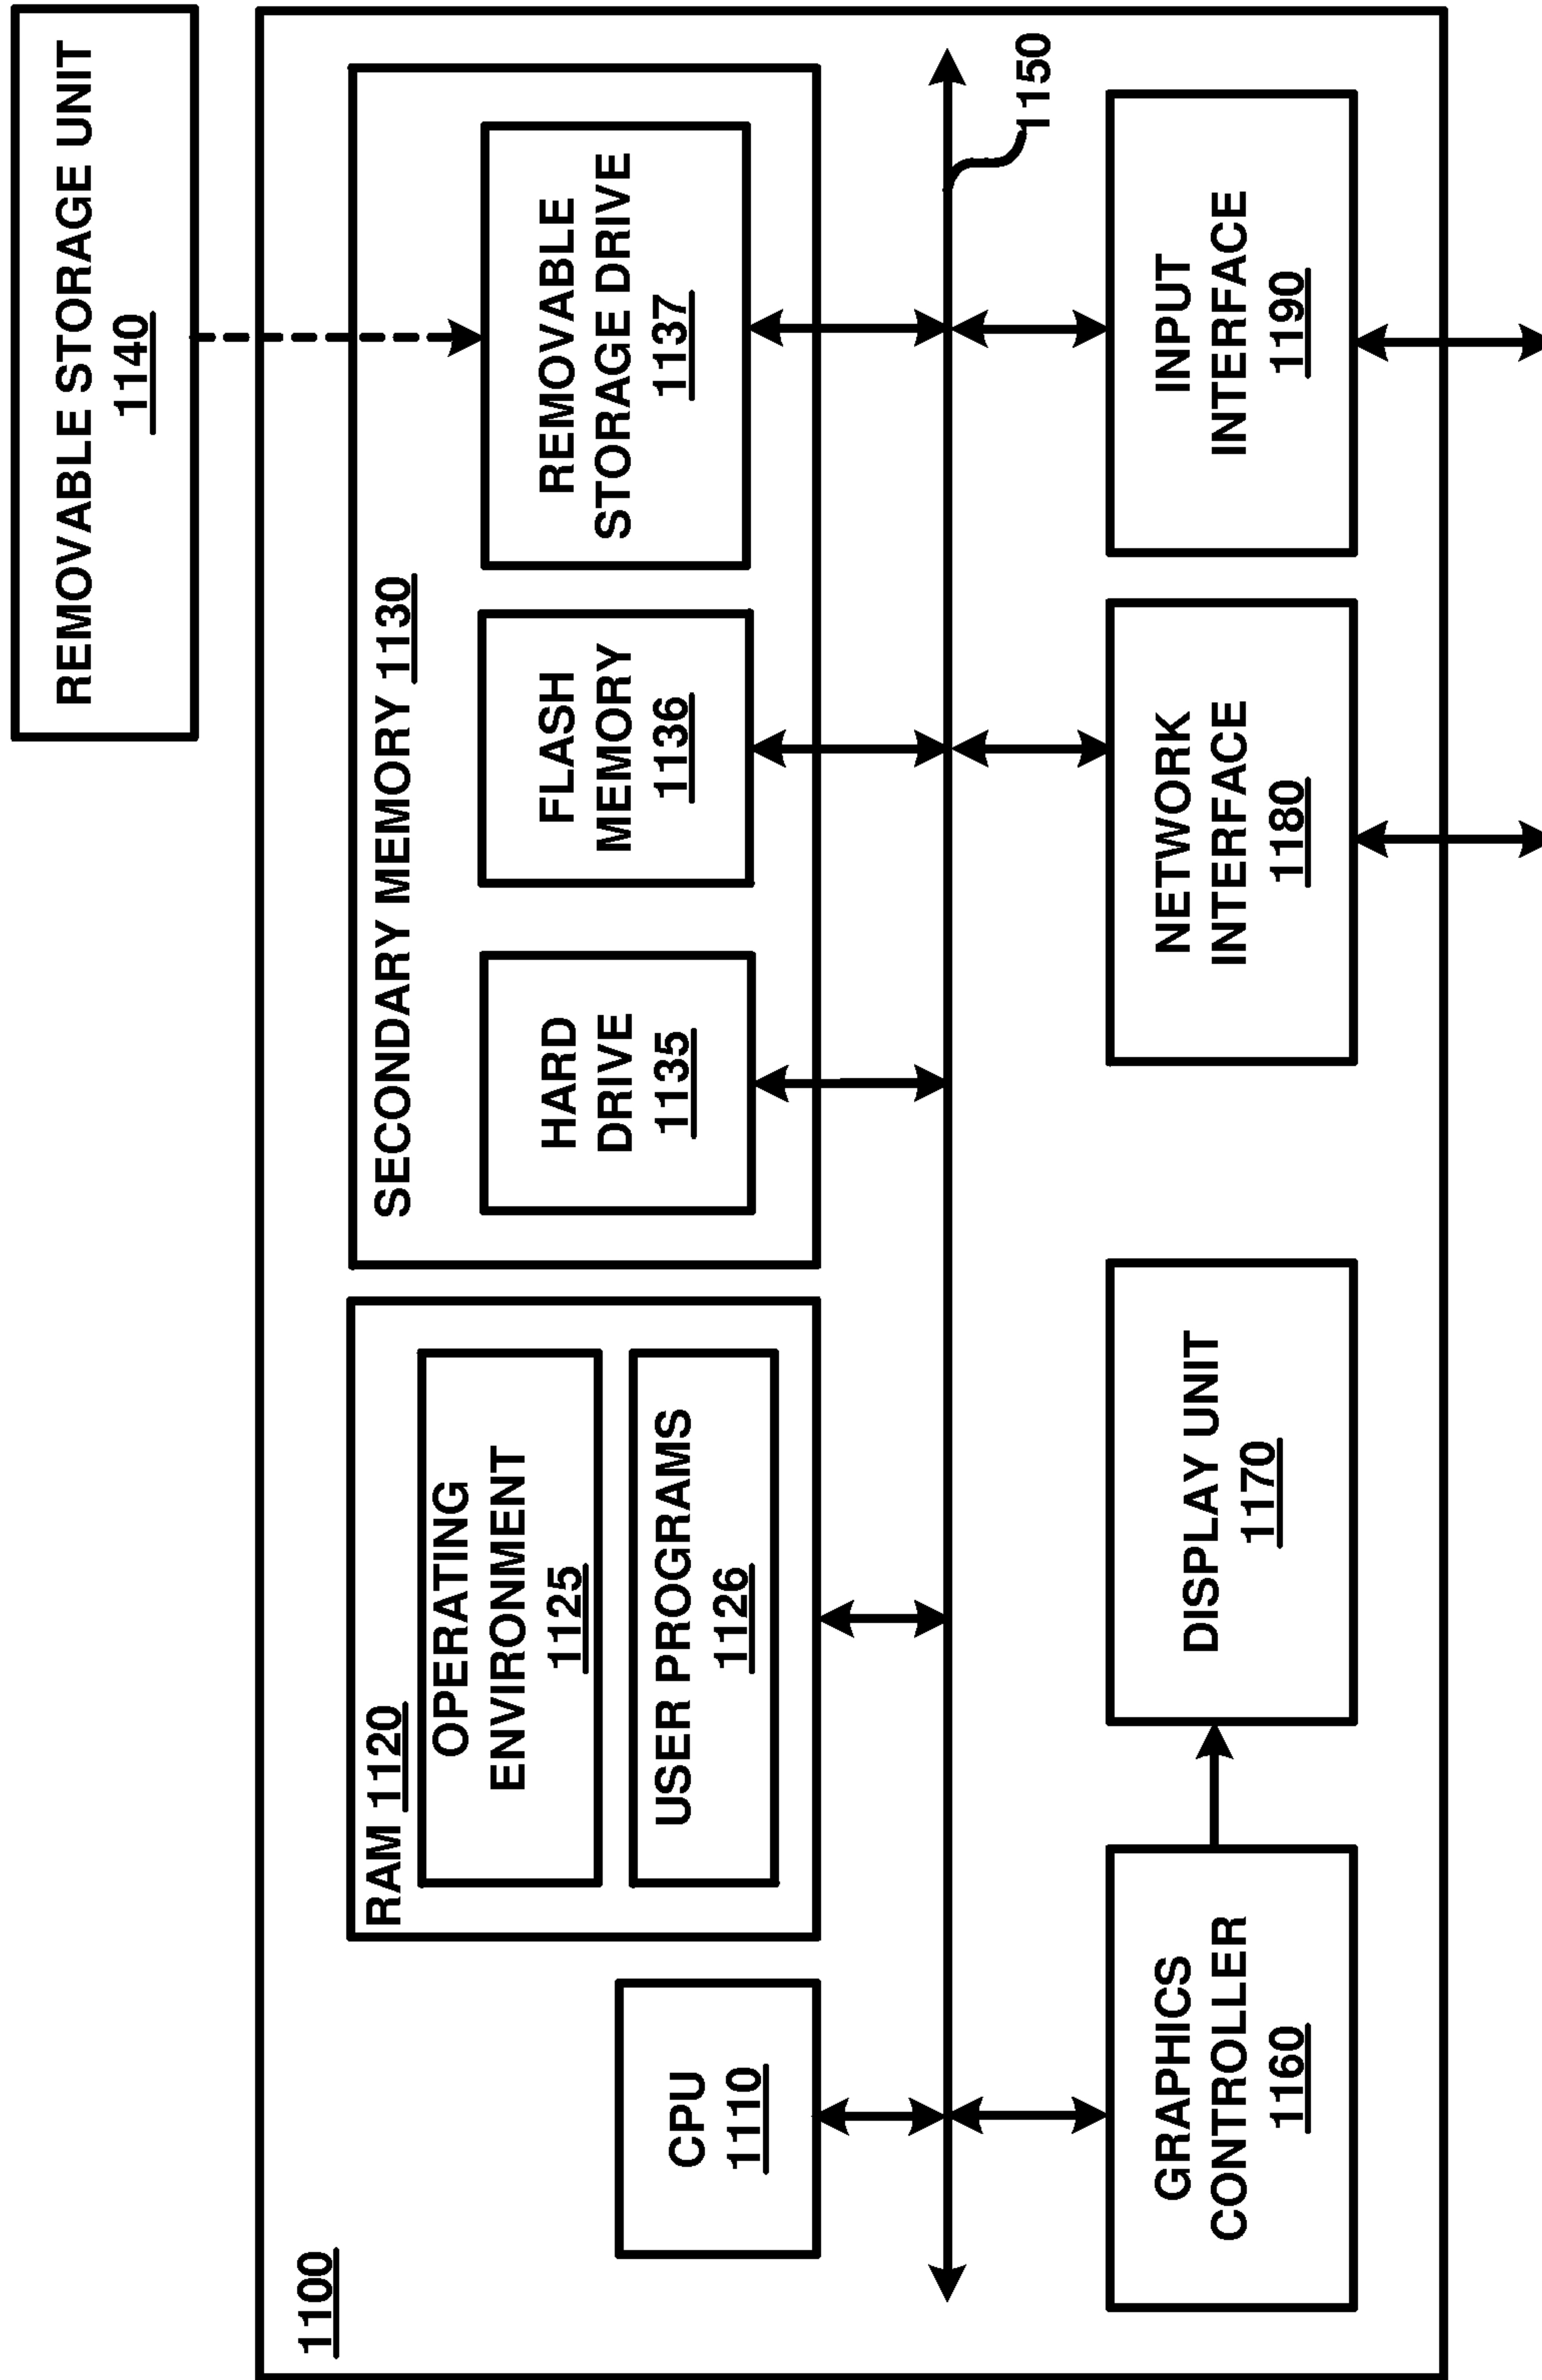 REMOVABLE STORAGE UNIT
1140
1100
CPU
1110
RAM 1120
OPERATING
ENVIRONMENT
1125
USER PROGRAMS
1126
SECONDARY MEMORY 1130
HARD
DRIVE
1135
FLASH
MEMORY
1136
REMOVABLE
STORAGE DRIVE
1137
1150
GRAPHICS
CONTROLLER
1160
DISPLAY UNIT
1170
NETWORK
INTERFACE
1180
INPUT
INTERFACE
1190